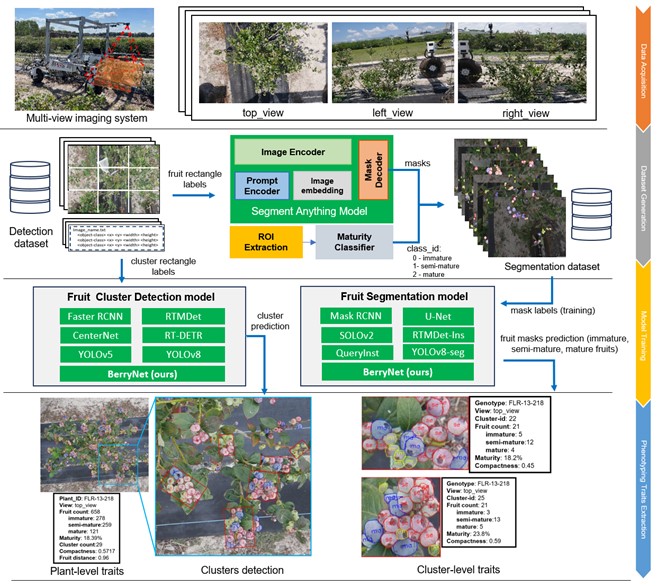 Multi-view imaging system
top_view
left_view
right_view
Data Acquisition
Detection dataset
image_name.txt
<object-class> <x> <y> <width> <height>
<object-class> <x> <y> <width> <height>
<object-class> <x> <y> <width> <height>
fruit rectangle labels
cluster rectangle labels
Image Encoder
Prompt Encoder
Image embedding
Mask Decoder
Segment Anything Model
ROI Extraction
Maturity Classifier
masks
class_id:
0 - immature
1- semi-mature
2 - mature
Segmentation dataset
Dataset Generation
Fruit Cluster Detection model
Faster RCNN
RTMDet
CenterNet
RT-DETR
YOLOv5
YOLOv8
BerryNet (ours)
cluster prediction
Fruit Segmentation model
Mask RCNN
U-Net
SOLOv2
RTMDet-Ins
QueryInst
YOLOv8-seg
BerryNet (ours)
mask labels (training)
fruit masks prediction (immature, semi-mature, mature fruits)
Model Training
Plant_ID: FLR-13-218
View: top_view
Fruit count: 658
immature: 278
semi-mature:259
mature: 121
Maturity: 18.39%
Cluster count:29
Compactness: 0.5717
Fruit distance: 0.96
Plant-level traits
Clusters detection
Genotype: FLR-13-218
View: top_view
Cluster-id: 22
Fruit count: 21
immature: 5
semi-mature:12
mature: 4
Maturity: 18.2%
Compactness: 0.45
Genotype: FLR-13-218
View: top_view
Cluster-id: 25
Fruit count: 21
immature: 3
semi-mature:13
mature: 5
Maturity: 23.8%
Compactness: 0.59
Cluster-level traits
Phenotyping Traits Extraction